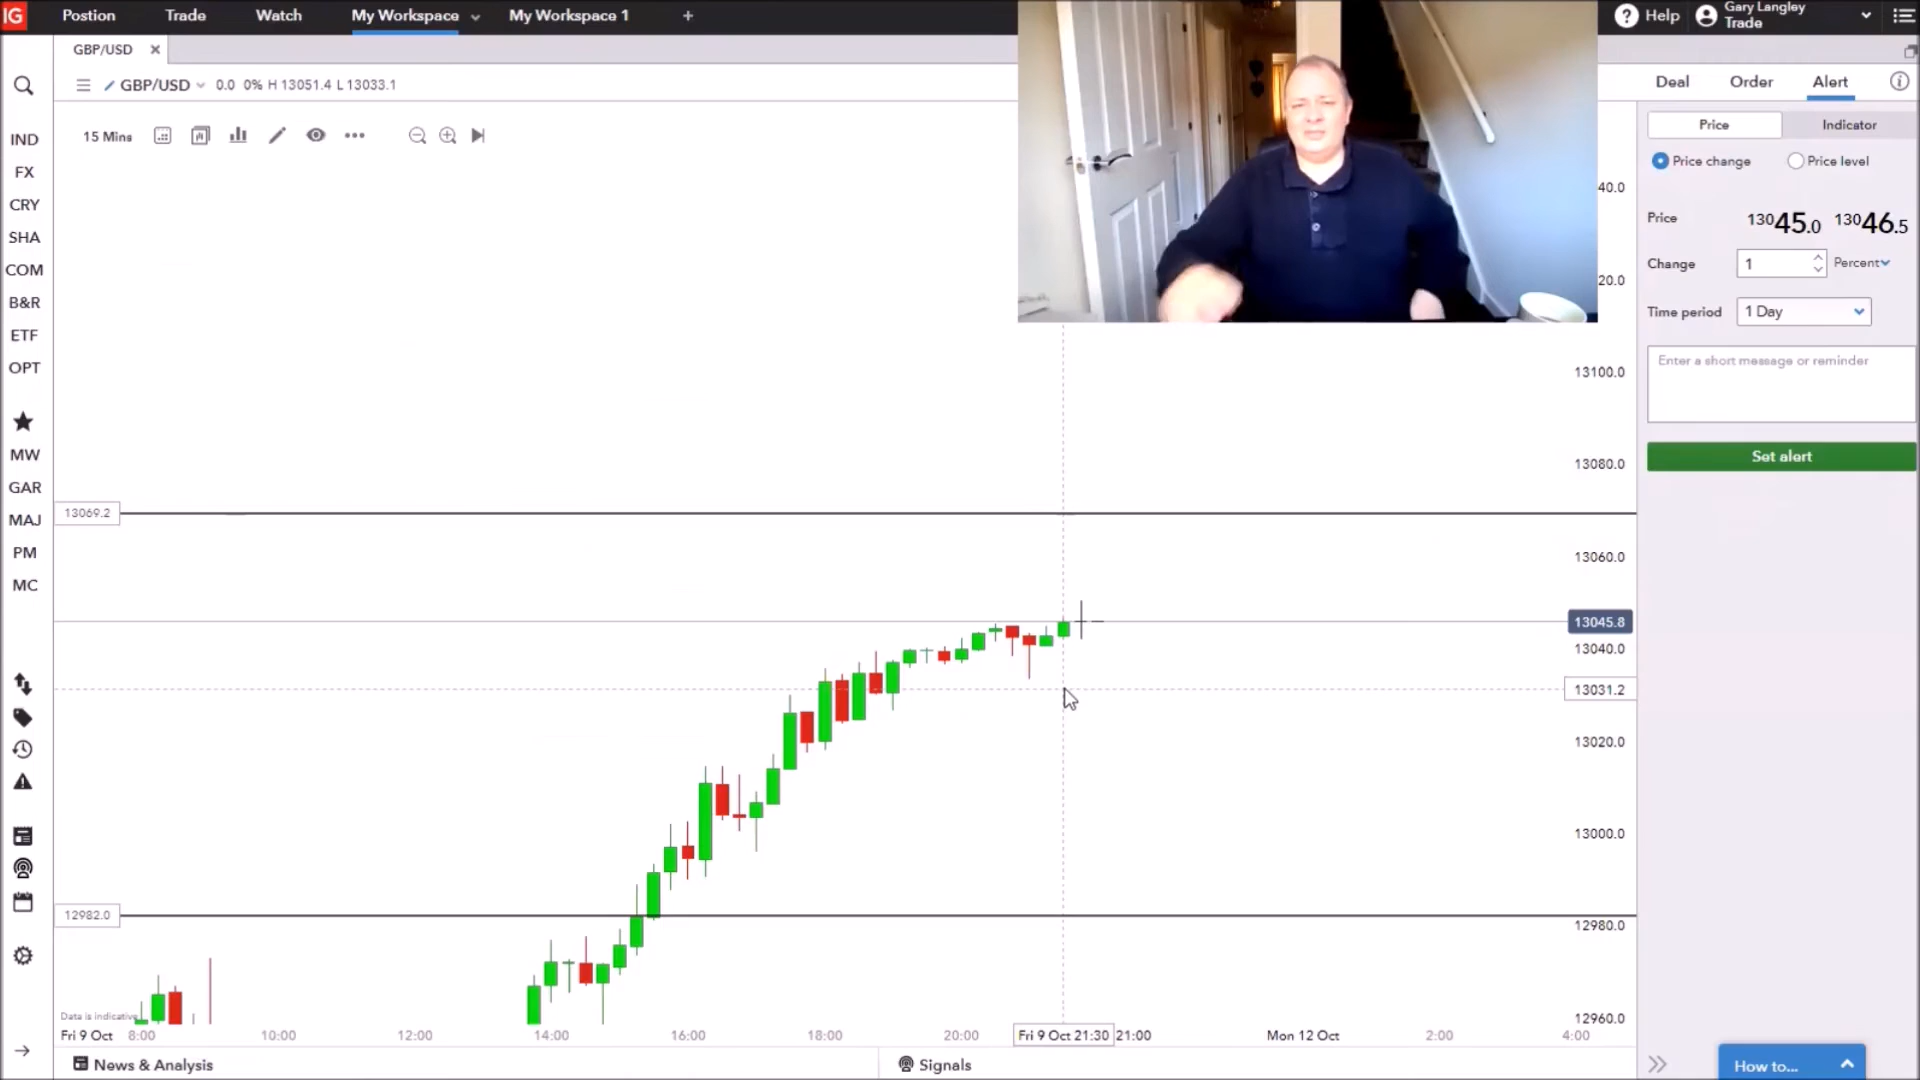 IG
Postion Trade Watch My Workspace My Workspace 1 +
Help
Gary Langley
Trade
GBP/USD
GBP/USD 0.0 0% H 13051.4 L 13033.1
Deal Order Alert
15 Mins
Price Indicator
Price change Price level
Price 13045.0 13046.5
Change 1 Percent
Time period 1 Day
Enter a short message or reminder
Set alert
IND
FX
CRY
SHA
COM
B&R
ETF
OPT
MW
GAR
MAJ
PM
MC
40.0
20.0
13100.0
13080.0
13069.2
13060.0
13045.8
13040.0
13031.2
13020.0
13000.0
12982.0
12980.0
12960.0
Data is indicative
Fri 9 Oct 8:00 10:00 12:00 14:00 16:00 18:00 20:00 Fri 9 Oct 21:30 21:00 Mon 12 Oct 2:00 4:00
News & Analysis Signals
How to...